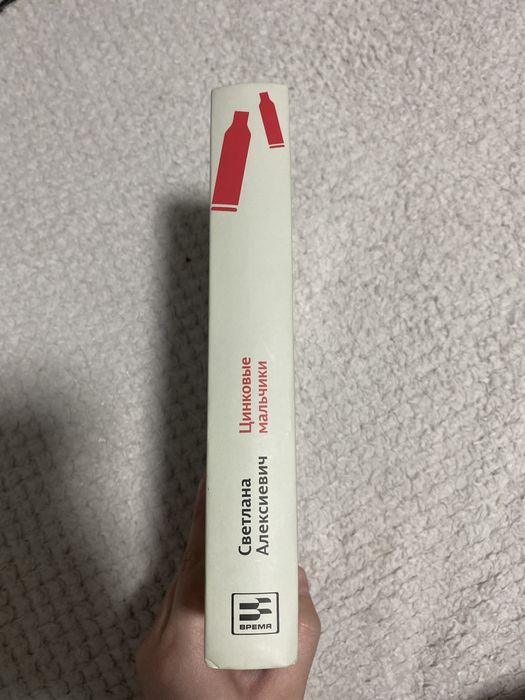 Светлана
Алексиевич
Цинковые
мальчики
ВРЕМЯ